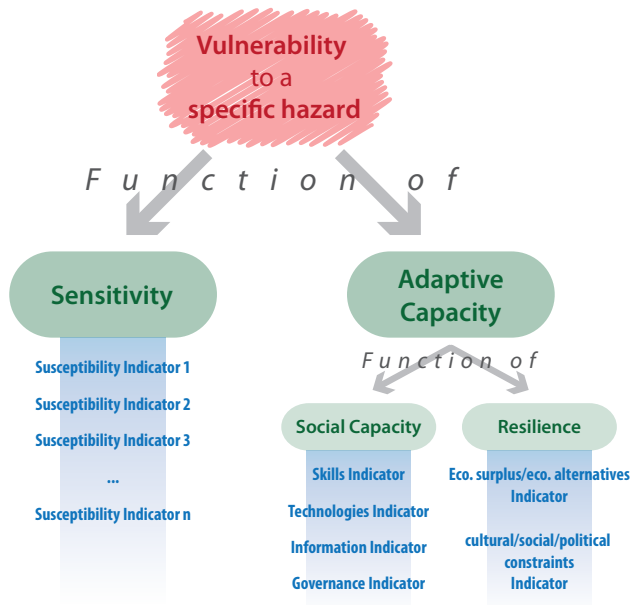 Vulnerability
to a
specific hazard
Function of
Sensitivity
Susceptibility Indicator 1
Susceptibility Indicator 2
Susceptibility Indicator 3
...
Susceptibility Indicator n
Adaptive
Capacity
Function of
Social Capacity
Skills Indicator
Technologies Indicator
Information Indicator
Governance Indicator
Resilience
Eco. surplus/eco. alternatives
Indicator
cultural/social/political
constraints
Indicator